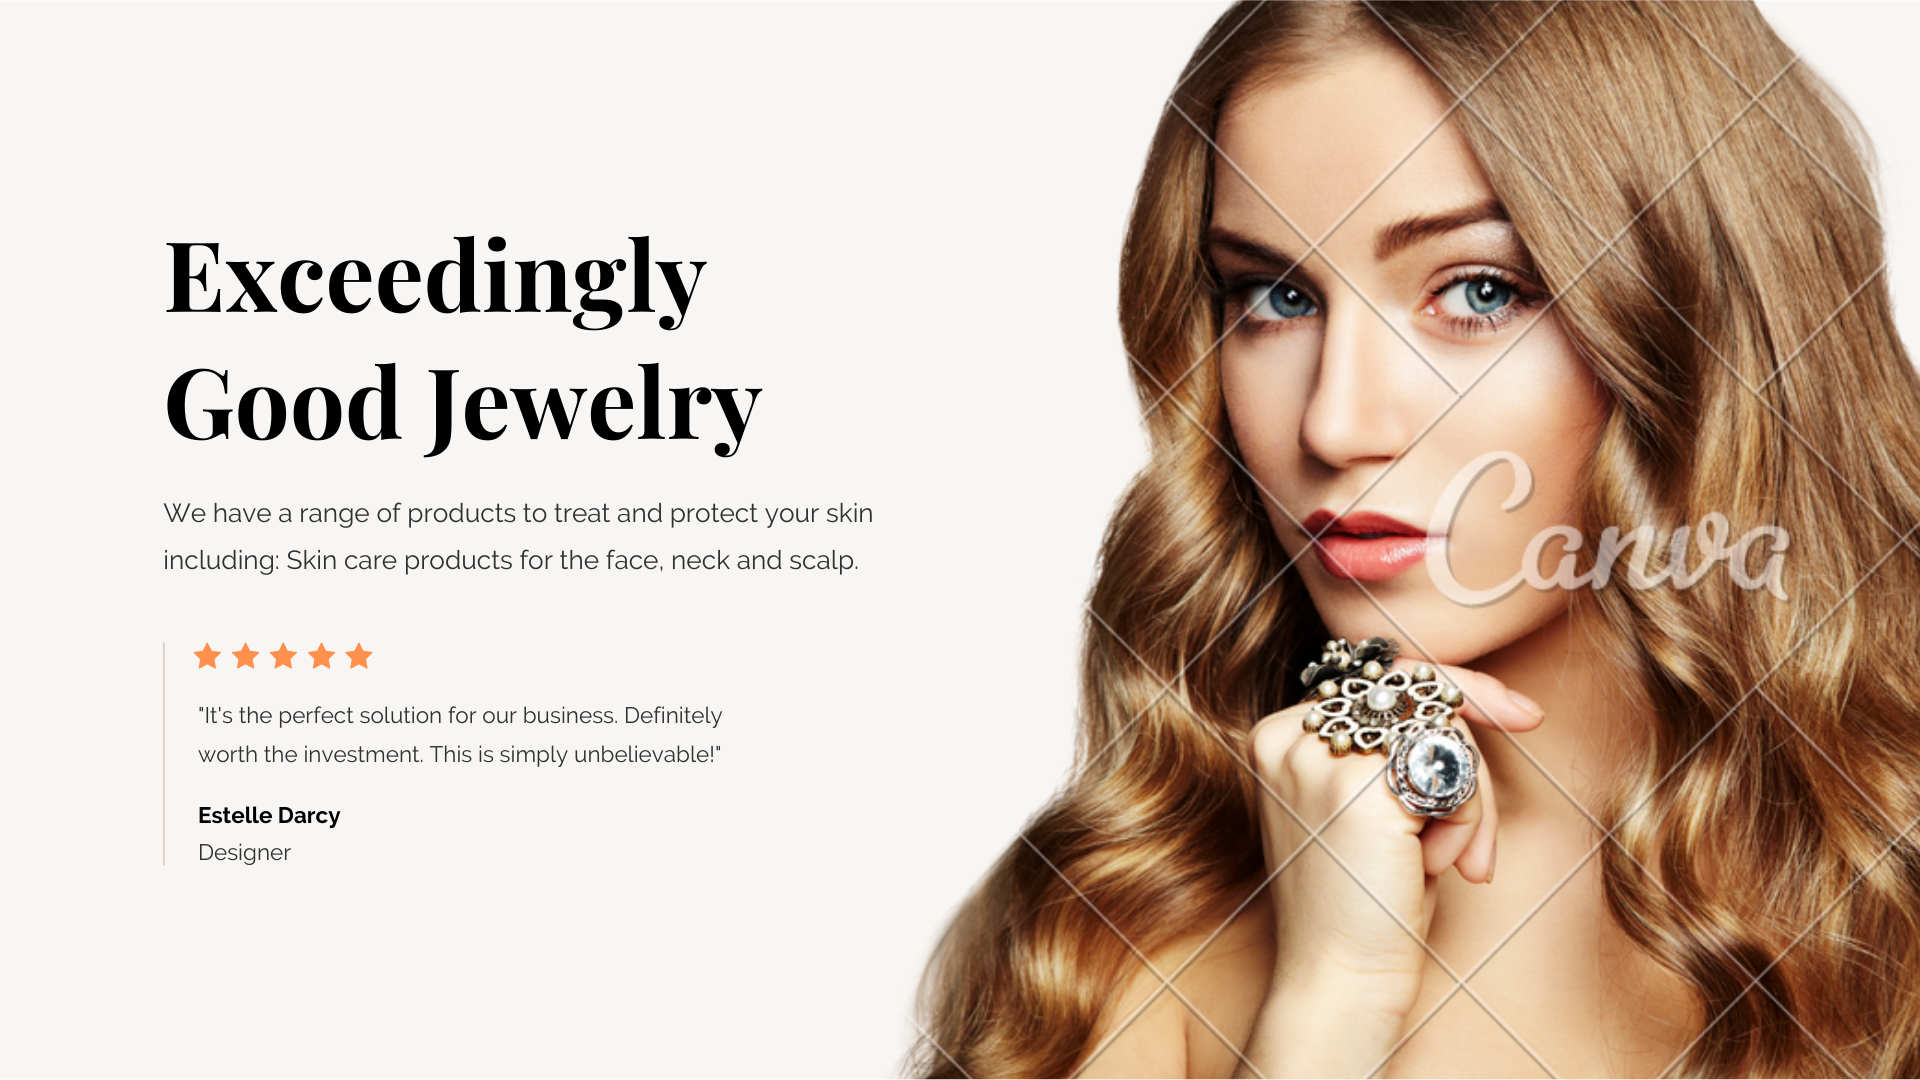 Exceedingly
Good Jewelry
We have a range of products to treat and protect your skin
including: Skin care products for the face, neck and scalp.
"It's the perfect solution for our business. Definitely
worth the investment. This is simply unbelievable!"
Estelle Darcy
Designer
Canva